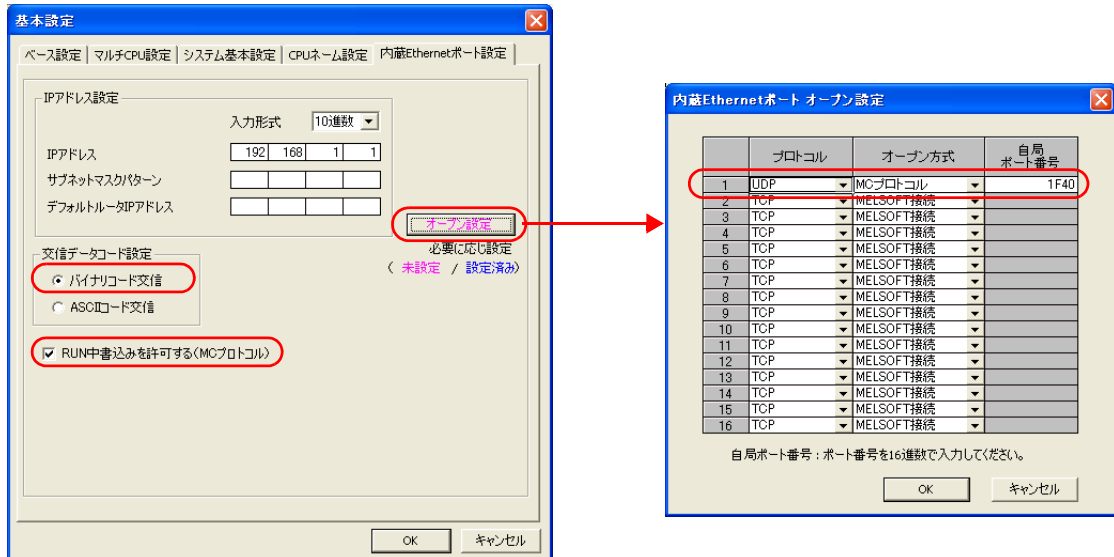 基本設定
ベース設定 マルチCPU設定 システム基本設定 CPUネーム設定 内蔵Ethernetポート設定
IPアドレス設定
入力形式 10進数
IPアドレス 192 168 1 1
サブネットマスクパターン
デフォルトルータIPアドレス
オープン設定
必要に応じ設定
( 未設定 / 設定済み)
交信データコード設定
バイナリコード交信
ASCIIコード交信
RUN中書込みを許可する(MCプロトコル)
OK キャンセル
内蔵Ethernetポート オープン設定
プロトコル オープン方式 自局
ポート番号
1 UDP MCプロトコル 1F40
2 TCP MELSOFT接続
3 TCP MELSOFT接続
4 TCP MELSOFT接続
5 TCP MELSOFT接続
6 TCP MELSOFT接続
7 TCP MELSOFT接続
8 TCP MELSOFT接続
9 TCP MELSOFT接続
10 TCP MELSOFT接続
11 TCP MELSOFT接続
12 TCP MELSOFT接続
13 TCP MELSOFT接続
14 TCP MELSOFT接続
15 TCP MELSOFT接続
16 TCP MELSOFT接続
自局ポート番号:ポート番号を16進数で入力してください。
OK キャンセル